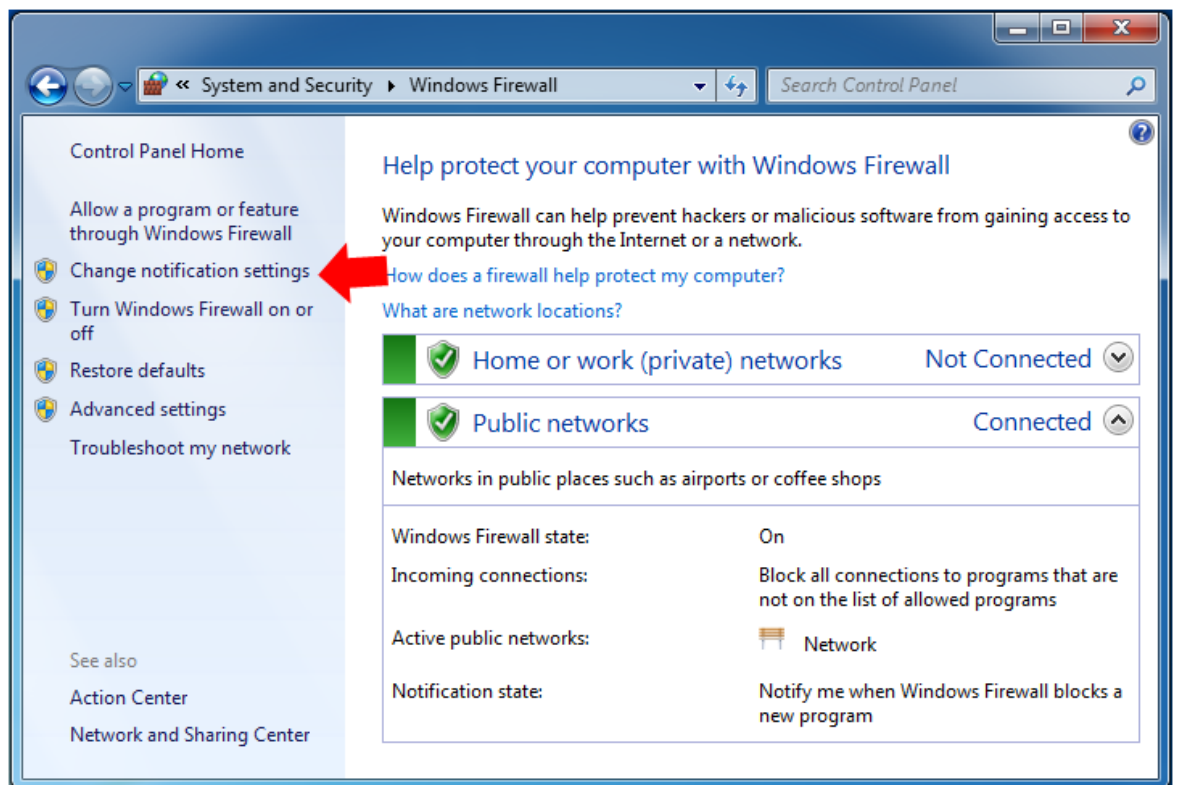 « System and Security ▸ Windows Firewall
Search Control Panel
Control Panel Home
Allow a program or feature
through Windows Firewall
Change notification settings
Turn Windows Firewall on or
off
Restore defaults
Advanced settings
Troubleshoot my network
See also
Action Center
Network and Sharing Center
Help protect your computer with Windows Firewall
Windows Firewall can help prevent hackers or malicious software from gaining access to
your computer through the Internet or a network.
How does a firewall help protect my computer?
What are network locations?
Home or work (private) networks Not Connected
Public networks Connected
Networks in public places such as airports or coffee shops
Windows Firewall state: On
Incoming connections: Block all connections to programs that are
not on the list of allowed programs
Active public networks: Network
Notification state: Notify me when Windows Firewall blocks a
new program